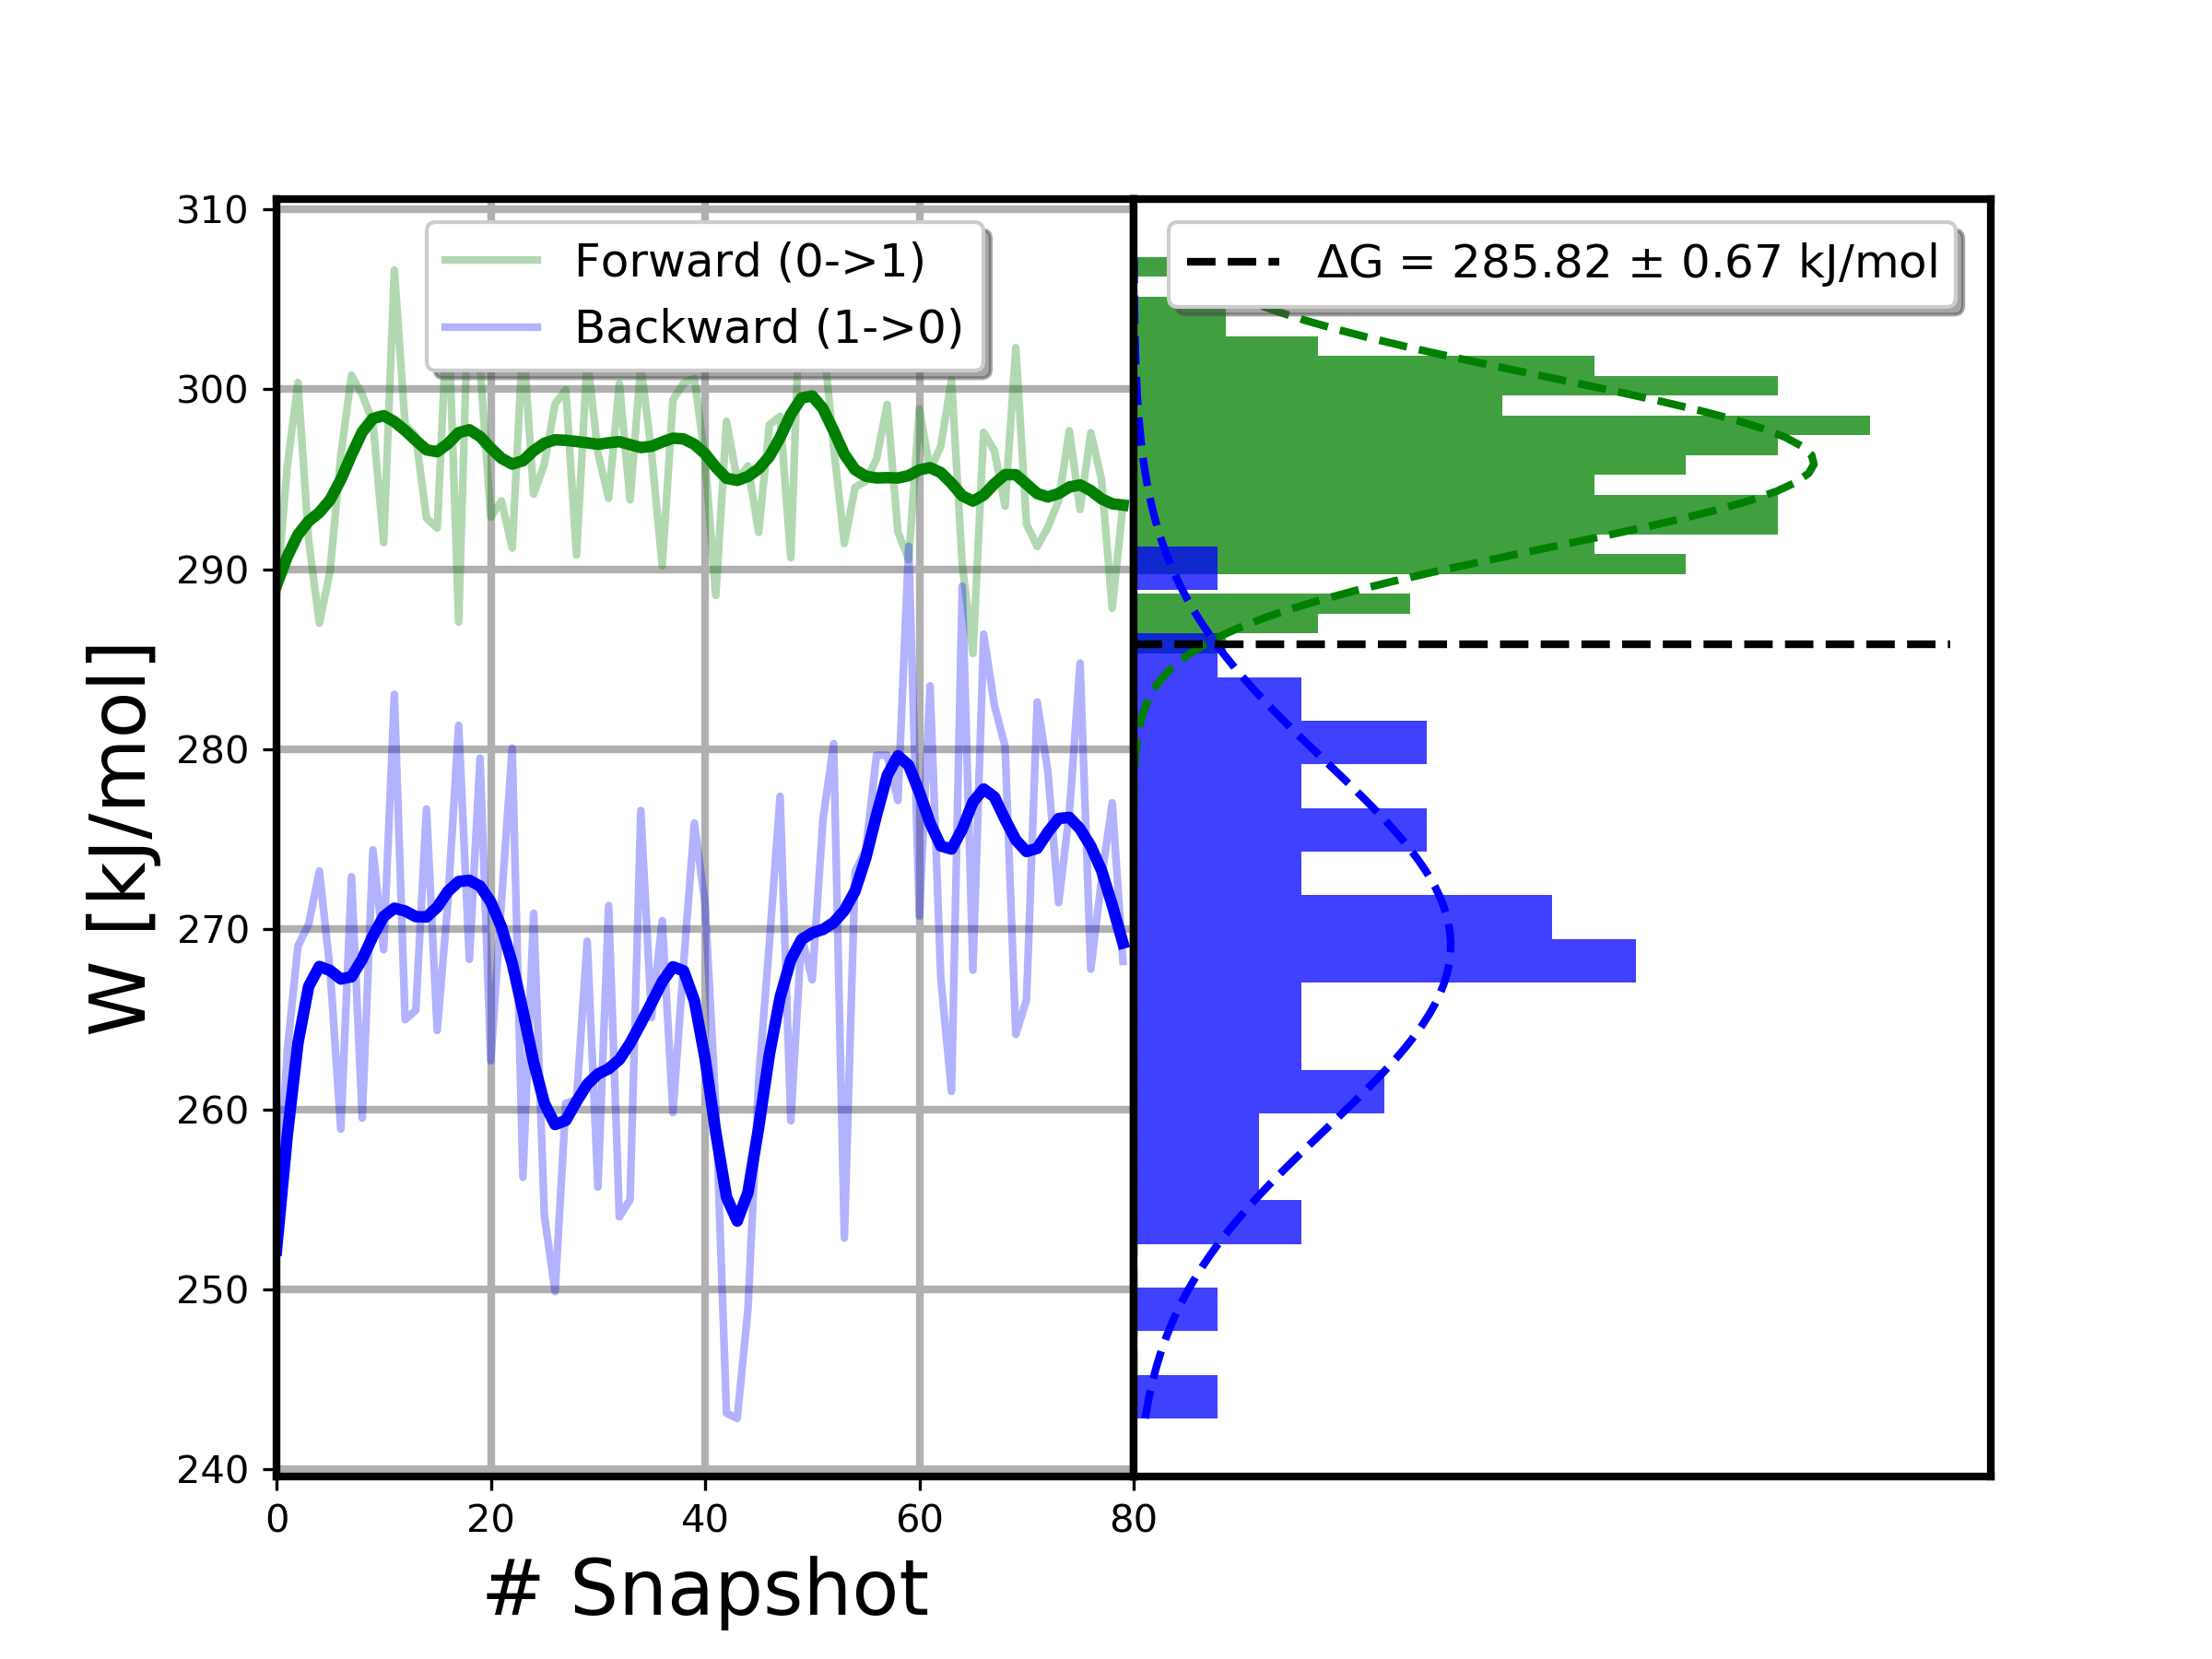 310
300
290
280
270
260
250
240
W [kJ/mol]
0
20
40
60
80
# Snapshot
Forward (0->1)
Backward (1->0)
ΔG = 285.82 ± 0.67 kJ/mol